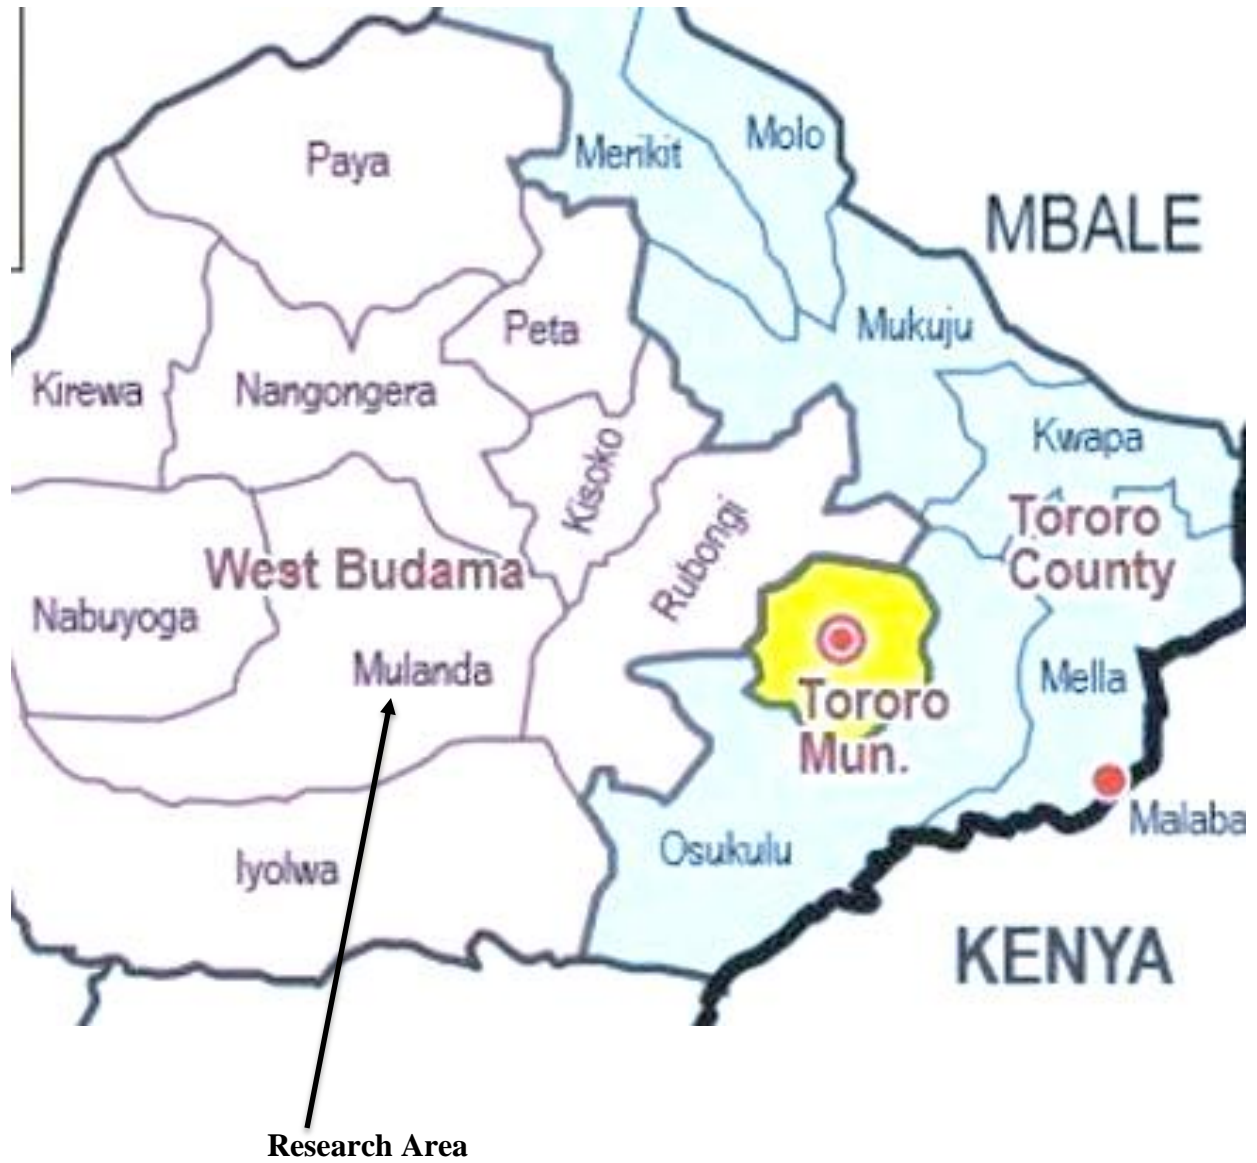 Paya
Merikit
Molo
MBALE
Peta
Mukuju
Kirewa
Nangongera
Kwapa
Kisoko
Rubongi
Tororo
County
West Budama
Nabuyoga
Mulanda
Mella
Tororo
Mun.
Malaba
Osukulu
Iyolwa
KENYA
Research Area